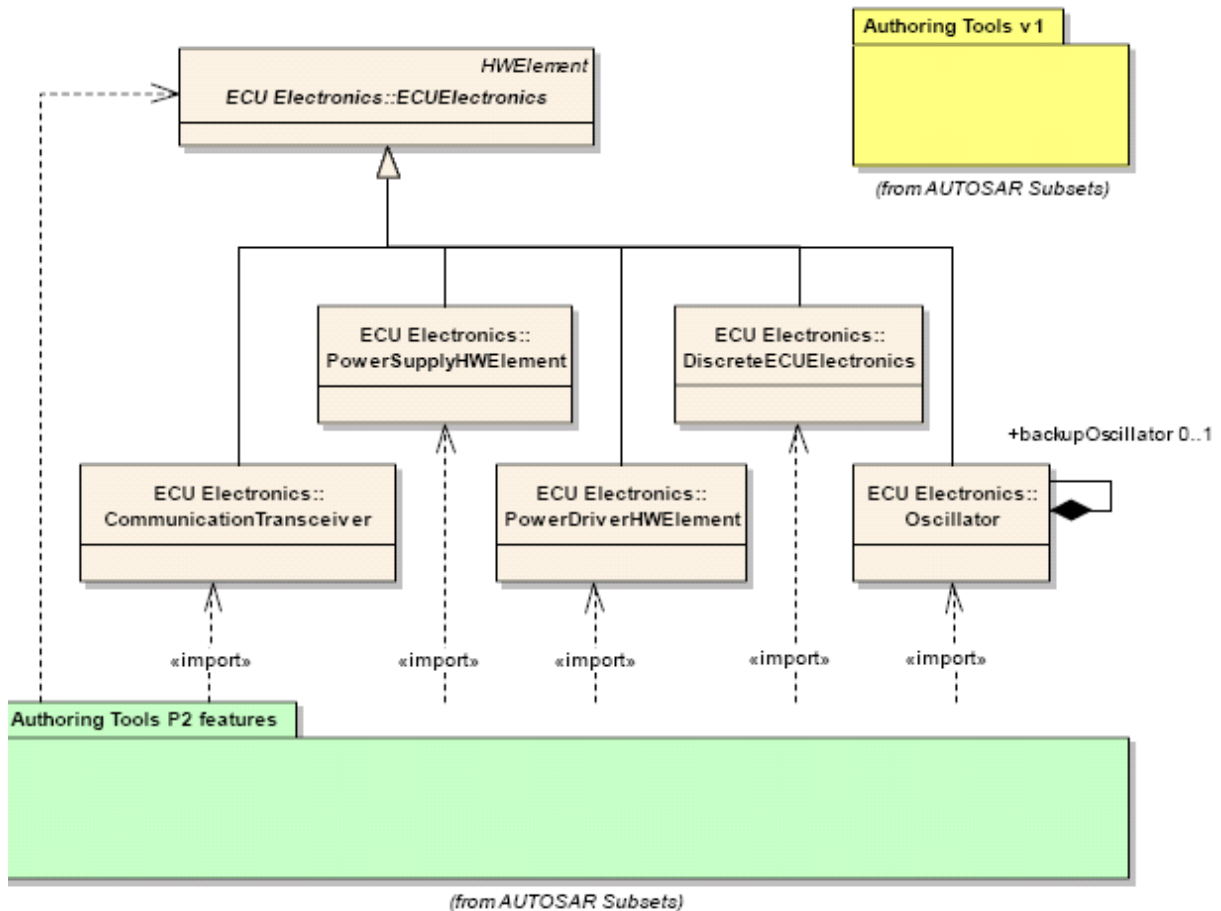 Authoring Tools v1
HWElement
ECU Electronics::ECUElectronics
(from AUTOSAR Subsets)
ECU Electronics::
PowerSupplyHWElement
ECU Electronics::
DiscreteECUElectronics
+backupOscillator 0..1
ECU Electronics::
CommunicationTransceiver
ECU Electronics::
PowerDriverHWElement
ECU Electronics::
Oscillator
«import»
«import»
«import»
«import»
«import»
Authoring Tools P2 features
(from AUTOSAR Subsets)